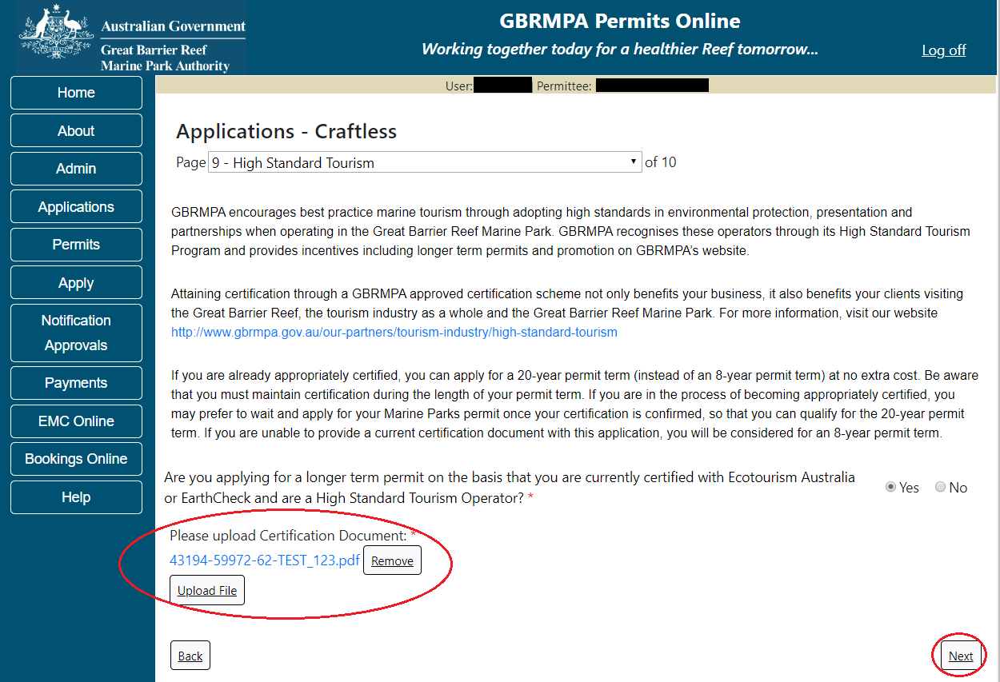 Australian Government
Great Barrier Reef
Marine Park Authority
GBRMPA Permits Online
Working together today for a healthier Reef tomorrow...
Log off
User:
Permittee:
Home
About
Admin
Applications
Permits
Apply
Notification
Approvals
Payments
EMC Online
Bookings Online
Help
Applications - Craftless
Page 9 - High Standard Tourism of 10
GBRMPA encourages best practice marine tourism through adopting high standards in environmental protection, presentation and
partnerships when operating in the Great Barrier Reef Marine Park. GBRMPA recognises these operators through its High Standard Tourism
Program and provides incentives including longer term permits and promotion on GBRMPA's website.
Attaining certification through a GBRMPA approved certification scheme not only benefits your business, it also benefits your clients visiting
the Great Barrier Reef, the tourism industry as a whole and the Great Barrier Reef Marine Park. For more information, visit our website
http://www.gbrmpa.gov.au/our-partners/tourism-industry/high-standard-tourism
If you are already appropriately certified, you can apply for a 20-year permit term (instead of an 8-year permit term) at no extra cost. Be aware
that you must maintain certification during the length of your permit term. If you are in the process of becoming appropriately certified, you
may prefer to wait and apply for your Marine Parks permit once your certification is confirmed, so that you can qualify for the 20-year permit
term. If you are unable to provide a current certification document with this application, you will be considered for an 8-year permit term.
Are you applying for a longer term permit on the basis that you are currently certified with Ecotourism Australia
or EarthCheck and are a High Standard Tourism Operator? *
Yes No
Please upload Certification Document: *
43194-59972-62-TEST_123.pdf Remove
Upload File
Back
Next